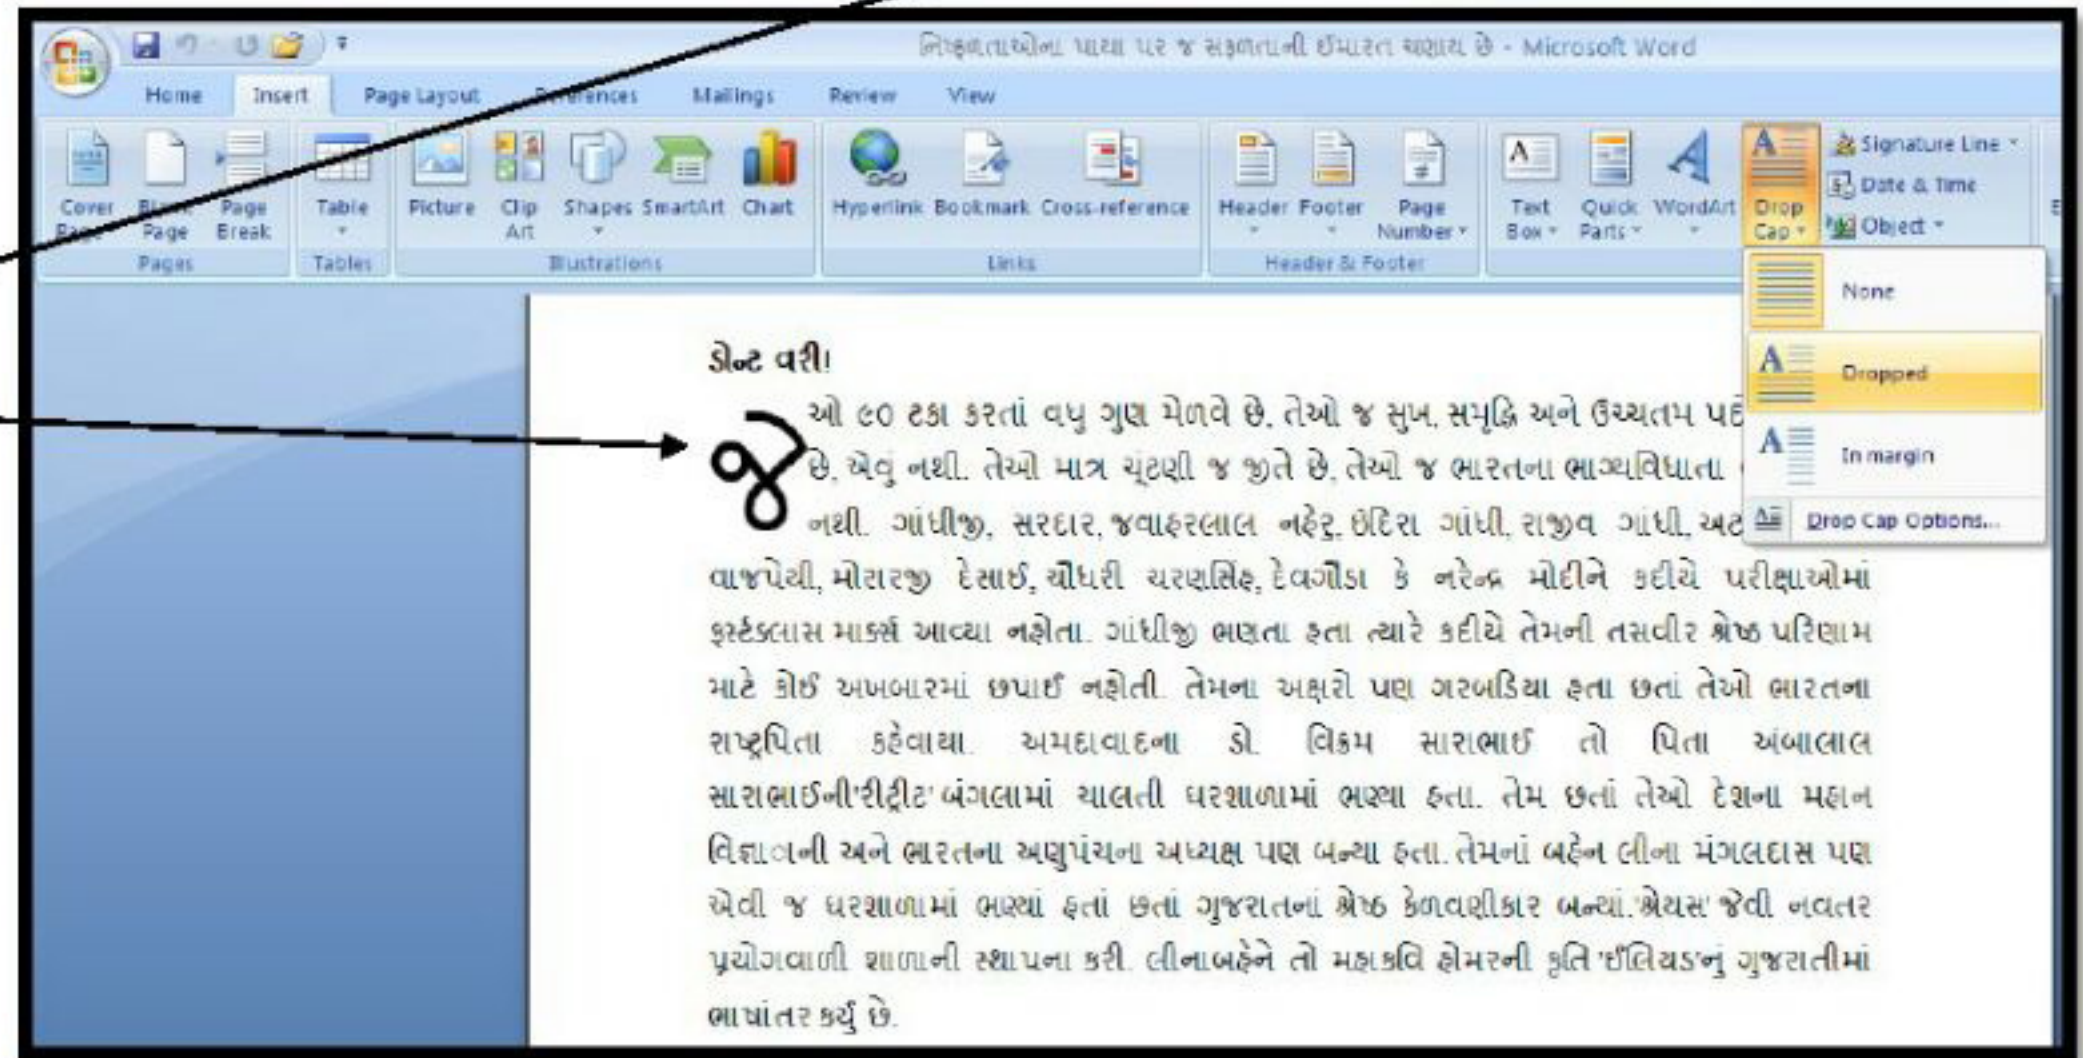 નિષ્ફળતાઓના પાયા પર જ સફળતાની ઈમારત ચણાય છે - Microsoft Word
Home Insert Page Layout References Mailings Review View
Cover Page Blank Page Page Break Table Picture Clip Art Shapes SmartArt Chart Hyperlink Bookmark Cross-reference Header Footer Page Number Text Box Quick Parts WordArt Drop Cap Signature Line Date & Time Object
Pages Tables Illustrations Links Header & Footer
None
Dropped
In margin
Drop Cap Options...
ડોન્ટ વરી!
જેઓ ૯૦ ટકા કરતાં વધુ ગુણ મેળવે છે, તેઓ જ સુખ, સમૃદ્ધિ અને ઉચ્ચતમ
છે, એવું નથી. તેઓ માત્ર ચૂંટણી જ જીતે છે, તેઓ જ ભારતના ભાગ્યવિધાતા
નથી. ગાંધીજી, સરદાર, જવાહરલાલ નહેરુ, ઇંદિરા ગાંધી, રાજીવ ગાંધી,
વાજપેયી, મોરારજી દેસાઈ, ચૌધરી ચરણસિંહ, દેવગૌડા કે નરેન્દ્ર મોદીને કદીયે પરીક્ષાઓમાં
ફર્સ્ટક્લાસ માર્ક્સ આવ્યા નહોતા. ગાંધીજી ભણતા હતા ત્યારે કદીયે તેમની તસવીર શ્રેષ્ઠ પરિણામ
માટે કોઈ અખબારમાં છપાઈ નહોતી. તેમના અક્ષરો પણ ગરબડિયા હતા છતાં તેઓ ભારતના
રાષ્ટ્રપિતા કહેવાયા. અમદાવાદના ડો. વિક્રમ સારાભાઈ તો પિતા અંબાલાલ
સારાભાઈની'રીટ્રીટ' બંગલામાં ચાલતી ઘરશાળામાં ભણ્યા હતા. તેમ છતાં તેઓ દેશના મહાન
વિજ્ઞાાની અને ભારતના અણુપંચના અધ્યક્ષ પણ બન્યા હતા. તેમનાં બહેન લીના મંગલદાસ પણ
એવી જ ઘરશાળામાં ભણ્યાં હતાં છતાં ગુજરાતનાં શ્રેષ્ઠ કેળવણીકાર બન્યાં.'શ્રેયસ' જેવી નવતર
પ્રયોગવાળી શાળાની સ્થાપના કરી. લીનાબહેને તો મહાકવિ હોમરની કૃતિ 'ઈલિયડ'નું ગુજરાતીમાં
ભાષાંતર કર્યું છે.